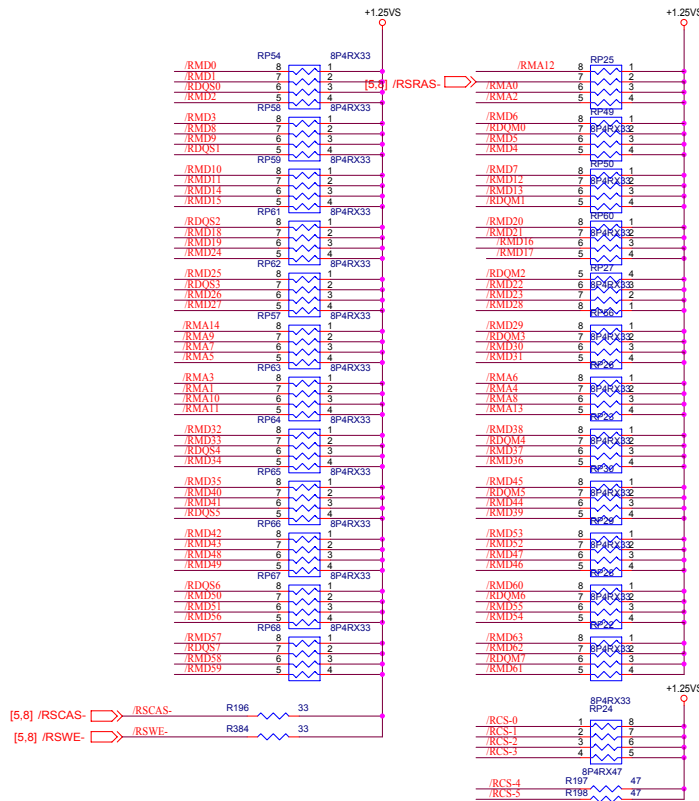 +1.25VS
RP54 8P4RX33
/RMD0 8 1
/RMD1 7 2
/RDQS0 6 3
/RMD2 5 4
RP58 8P4RX33
/RMD3 8 1
/RMD8 7 2
/RMD9 6 3
/RDQS1 5 4
RP59 8P4RX33
/RMD10 8 1
/RMD11 7 2
/RMD14 6 3
/RMD15 5 4
RP61 8P4RX33
/RDQS2 8 1
/RMD18 7 2
/RMD19 6 3
/RMD24 5 4
RP62 8P4RX33
/RMD25 8 1
/RDQS3 7 2
/RMD26 6 3
/RMD27 5 4
RP57 8P4RX33
/RMA14 8 1
/RMA9 7 2
/RMA7 6 3
/RMA5 5 4
RP63 8P4RX33
/RMA3 8 1
/RMA1 7 2
/RMA10 6 3
/RMA11 5 4
RP64 8P4RX33
/RMD32 8 1
/RMD33 7 2
/RDQS4 6 3
/RMD34 5 4
RP65 8P4RX33
/RMD35 8 1
/RMD40 7 2
/RMD41 6 3
/RDQS5 5 4
RP66 8P4RX33
/RMD42 8 1
/RMD43 7 2
/RMD48 6 3
/RMD49 5 4
RP67 8P4RX33
/RDQS6 8 1
/RMD50 7 2
/RMD51 6 3
/RMD56 5 4
RP68 8P4RX33
/RMD57 8 1
/RDQS7 7 2
/RMD58 6 3
/RMD59 5 4
[5,8] /RSCAS- /RSCAS- R196 33
[5,8] /RSWE- /RSWE- R384 33
+1.25VS
RP25
/RMA12 8 1
[5,8] /RSRAS- 7 2
/RMA0 6 3
/RMA2 5 4
RP49
/RMD6 8 1
/RDQM0 7 8P4RX33 2
/RMD5 6 3
/RMD4 5 4
RP50
/RMD7 8 1
/RMD12 7 8P4RX33 2
/RMD13 6 3
/RDQM1 5 4
RP60
/RMD20 8 1
/RMD21 7 8P4RX33 2
/RMD16 6 3
/RMD17 5 4
RP27
/RDQM2 5 4
/RMD22 6 8P4RX33 3
/RMD23 7 2
/RMD28 8 1
RP56
/RMD29 8 1
/RDQM3 7 8P4RX33 2
/RMD30 6 3
/RMD31 5 4
RP26
/RMA6 8 1
/RMA4 7 8P4RX33 2
/RMA8 6 3
/RMA13 5 4
RP23
/RMD38 8 1
/RDQM4 7 8P4RX33 2
/RMD37 6 3
/RMD36 5 4
RP30
/RMD45 8 1
/RDQM5 7 8P4RX33 2
/RMD44 6 3
/RMD39 5 4
RP29
/RMD53 8 1
/RMD52 7 8P4RX33 2
/RMD47 6 3
/RMD46 5 4
RP28
/RMD60 8 1
/RDQM6 7 8P4RX33 2
/RMD55 6 3
/RMD54 5 4
RP22
/RMD63 8 1
/RMD62 7 8P4RX33 2
/RDQM7 6 3
/RMD61 5 4
+1.25VS
8P4RX33
RP24
/RCS-0 1 8
/RCS-1 2 7
/RCS-2 3 6
/RCS-3 4 5
8P4RX47
/RCS-4 R197 47
/RCS-5 R198 47